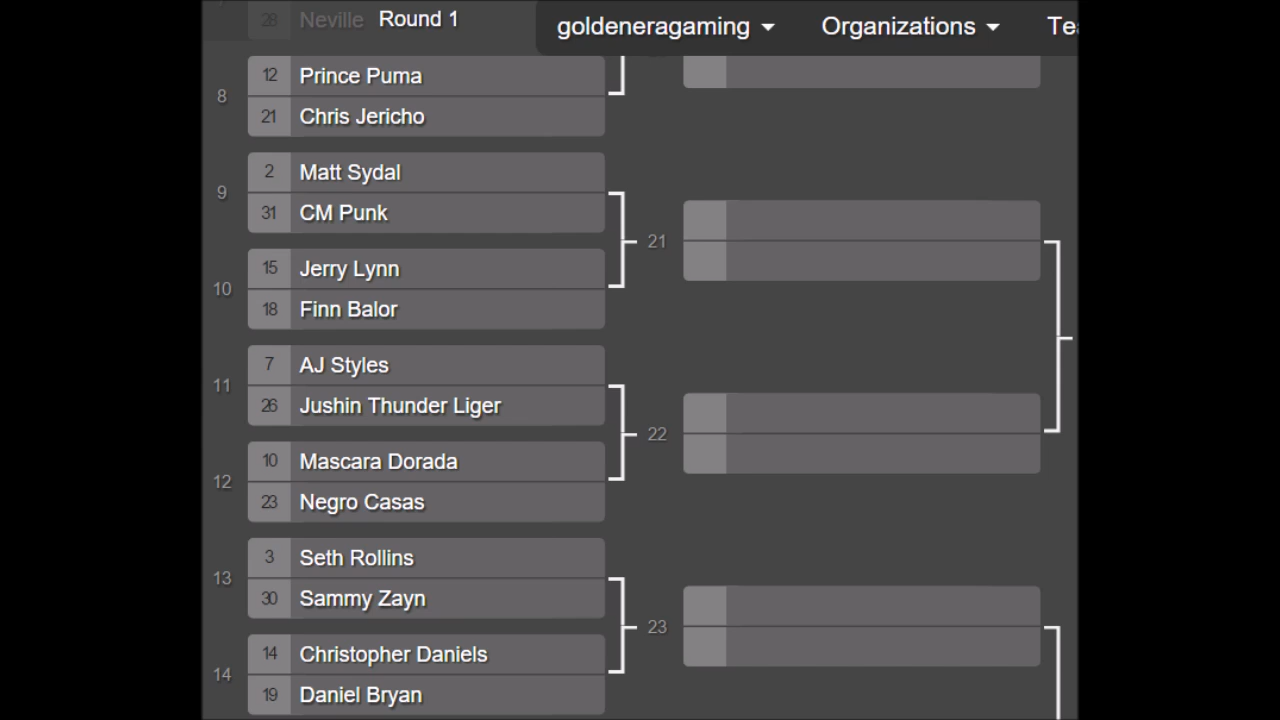 28 Neville Round 1
goldeneragaming Organizations Tea
8
12 Prince Puma
21 Chris Jericho
9
2 Matt Sydal
31 CM Punk
21
10
15 Jerry Lynn
18 Finn Balor
11
7 AJ Styles
26 Jushin Thunder Liger
22
12
10 Mascara Dorada
23 Negro Casas
13
3 Seth Rollins
30 Sammy Zayn
23
14
14 Christopher Daniels
19 Daniel Bryan